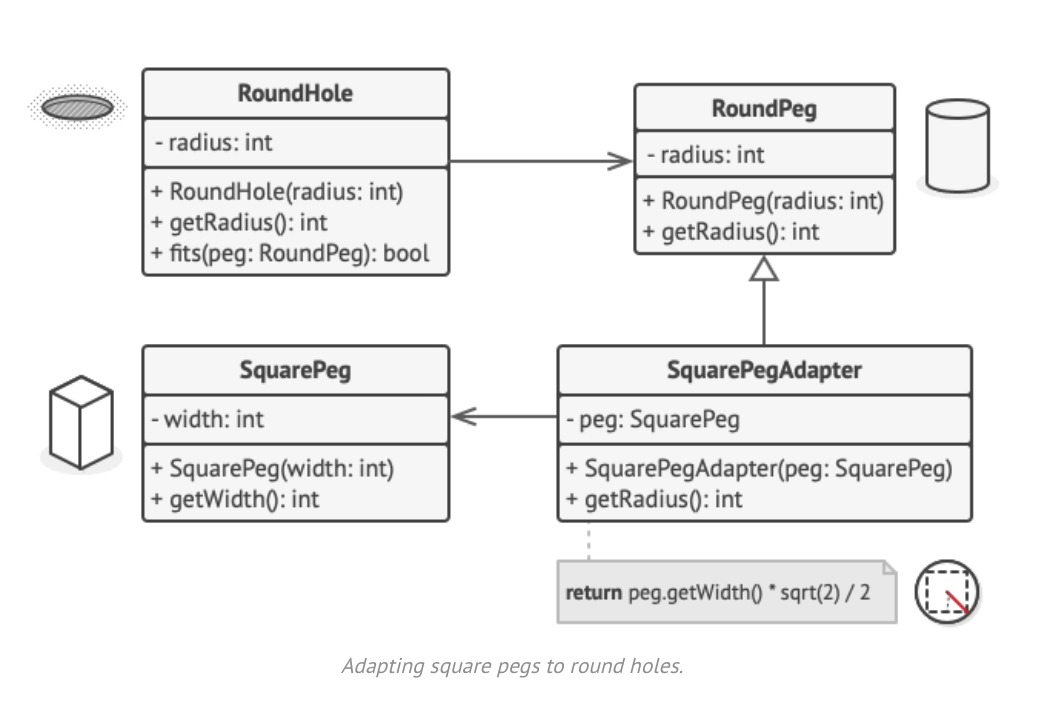 RoundHole
- radius: int
+ RoundHole(radius: int)
+ getRadius(): int
+ fits(peg: RoundPeg): bool
RoundPeg
- radius: int
+ RoundPeg(radius: int)
+ getRadius(): int
SquarePeg
- width: int
+ SquarePeg(width: int)
+ getWidth(): int
SquarePegAdapter
- peg: SquarePeg
+ SquarePegAdapter(peg: SquarePeg)
+ getRadius(): int
return peg.getWidth() * sqrt(2) / 2
Adapting square pegs to round holes.